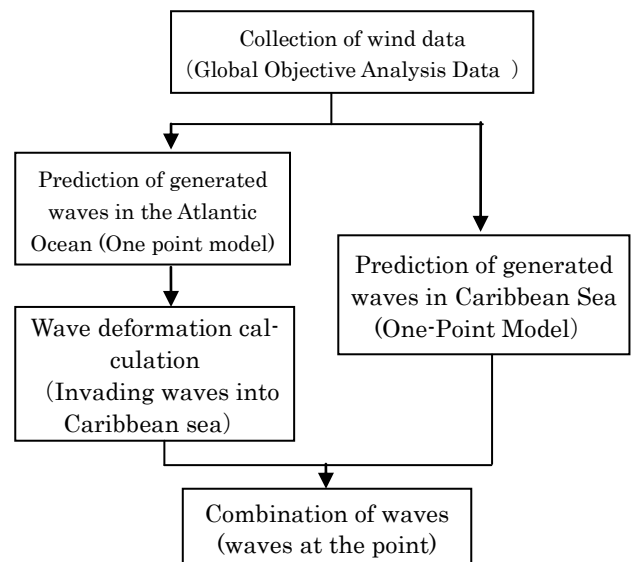 Collection of wind data
（Global Objective Analysis Data ）
Prediction of generated
waves in the Atlantic
Ocean (One point model)
Prediction of generated
waves in Caribbean Sea
(One-Point Model)
Wave deformation cal-
culation
（Invading waves into
Caribbean sea）
Combination of waves
(waves at the point)